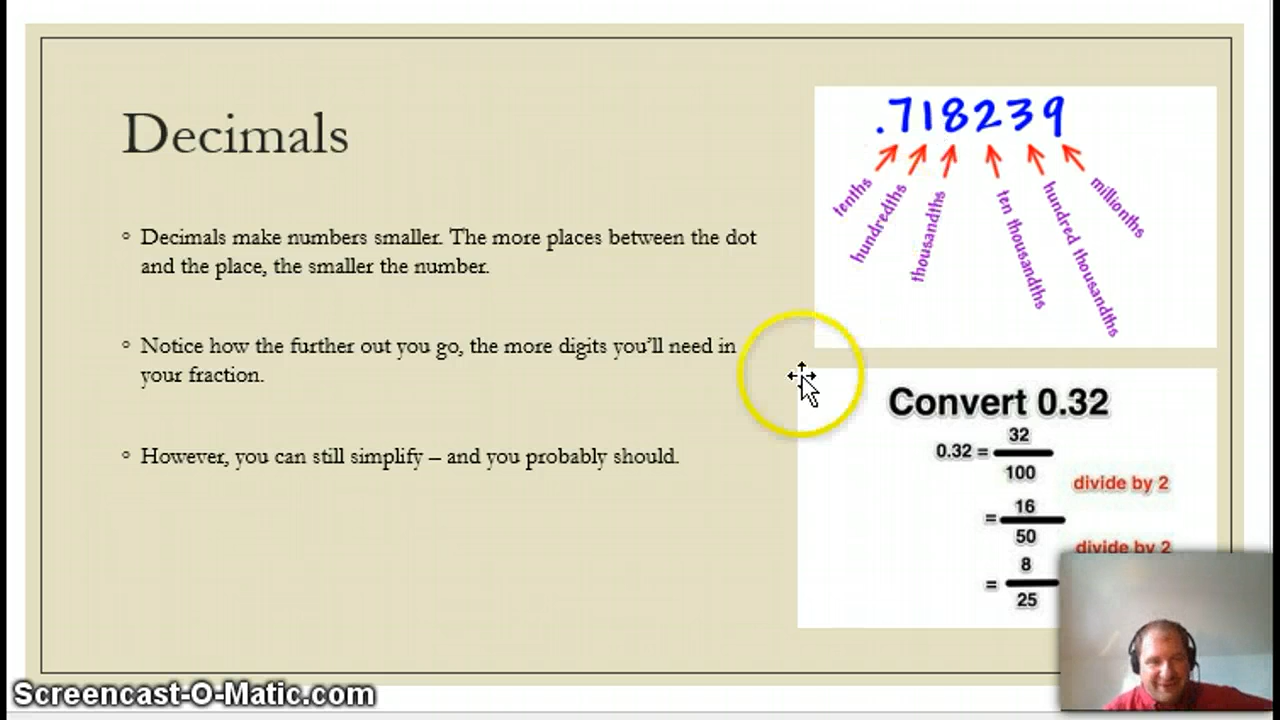 Decimals
◦ Decimals make numbers smaller. The more places between the dot
and the place, the smaller the number.
◦ Notice how the further out you go, the more digits you’ll need in
your fraction.
◦ However, you can still simplify – and you probably should.
.718239
tenths
hundredths
thousandths
ten thousandths
hundred thousandths
millionths
Convert 0.32
0.32 = 32
100
divide by 2
= 16
50
divide by 2
= 8
25
Screencast-O-Matic.com